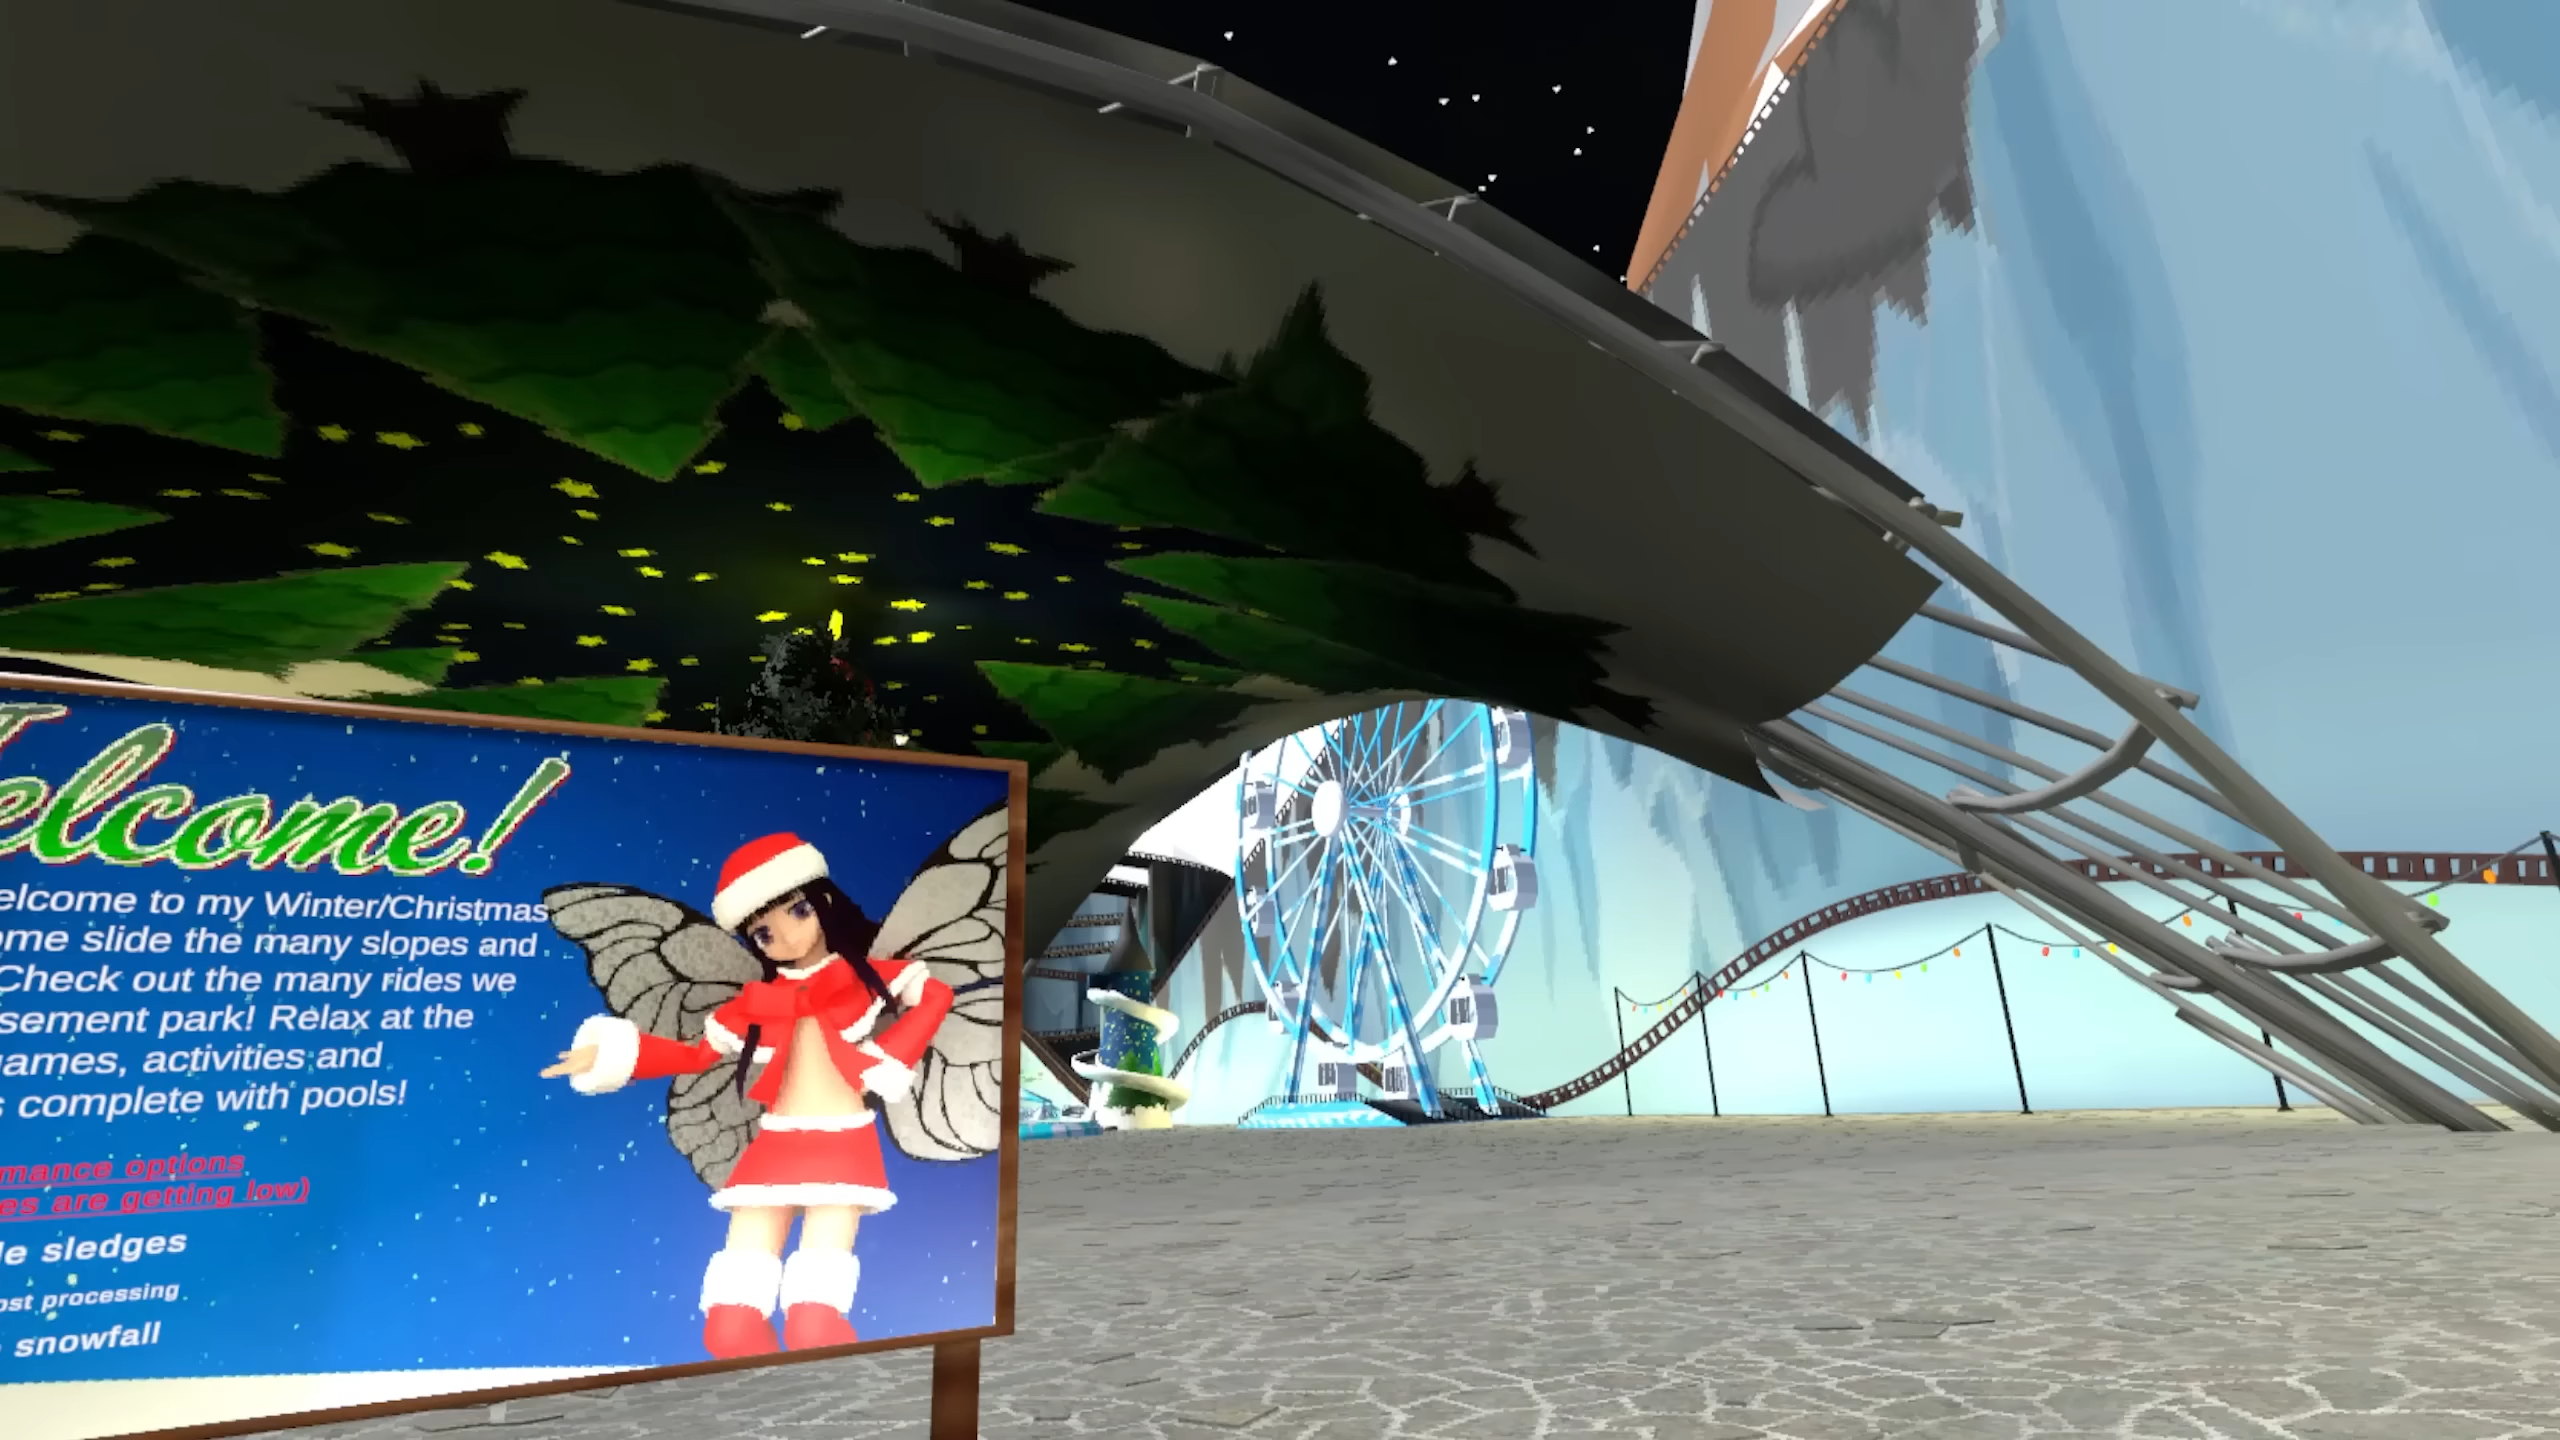 elcome!
elcome to my Winter/Christmas
ome slide the many slopes and
Check out the many rides we
sement park! Relax at the
ames, activities and
s complete with pools!
mance options
es are getting low)
le sledges
ost processing
snowfall